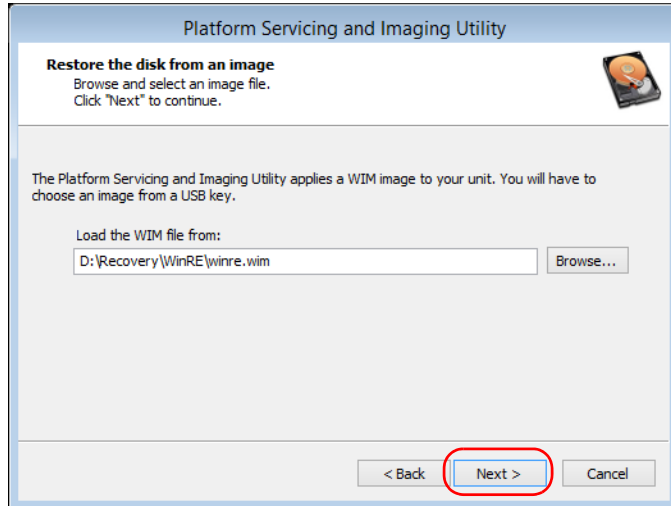 Platform Servicing and Imaging Utility
Restore the disk from an image
Browse and select an image file.
Click "Next" to continue.
The Platform Servicing and Imaging Utility applies a WIM image to your unit. You will have to
choose an image from a USB key.
Load the WIM file from:
D:\Recovery\WinRE\winre.wim
Browse...
< Back
Next >
Cancel